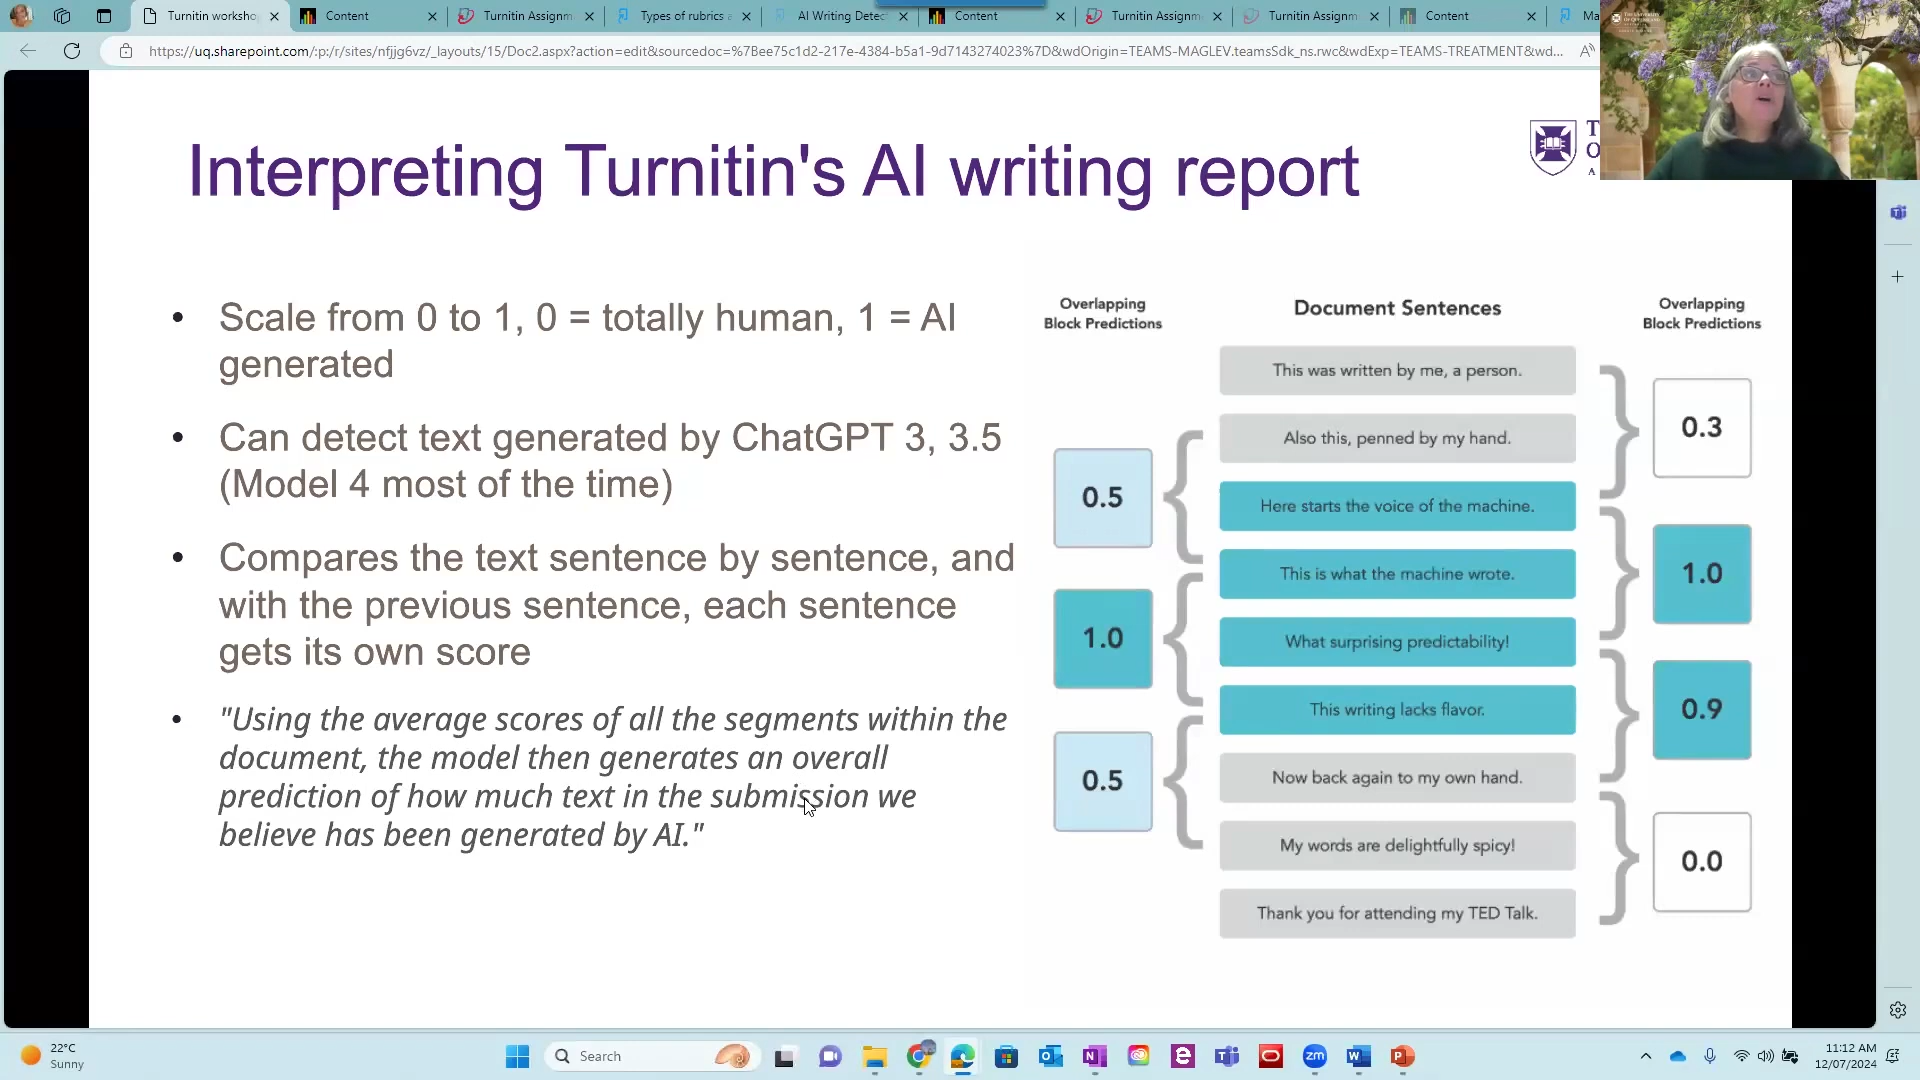 Turnitin worksho
Content
Turnitin Assignm
Types of rubrics a
AI Writing Detec
Content
Turnitin Assignm
Turnitin Assignm
Content
Ma
https://uq.sharepoint.com/:p:/r/sites/nfjjg6vz/_layouts/15/Doc2.aspx?action=edit&sourcedoc=%7Bee75c1d2-217e-4384-b5a1-9d7143274023%7D&wdOrigin=TEAMS-MAGLEV.teamsSdk_ns.rwc&wdExp=TEAMS-TREATMENT&wd...
Interpreting Turnitin's AI writing report
T
O
A
• Scale from 0 to 1, 0 = totally human, 1 = AI
generated
• Can detect text generated by ChatGPT 3, 3.5
(Model 4 most of the time)
• Compares the text sentence by sentence, and
with the previous sentence, each sentence
gets its own score
• "Using the average scores of all the segments within the
document, the model then generates an overall
prediction of how much text in the submission we
believe has been generated by AI."
Overlapping
Block Predictions
0.5
1.0
0.5
Document Sentences
This was written by me, a person.
Also this, penned by my hand.
Here starts the voice of the machine.
This is what the machine wrote.
What surprising predictability!
This writing lacks flavor.
Now back again to my own hand.
My words are delightfully spicy!
Thank you for attending my TED Talk.
Overlapping
Block Predictions
0.3
1.0
0.9
0.0
22°C
Sunny
Search
zm
11:12 AM
12/07/2024